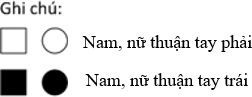 Ghi chú:
Nam, nữ thuận tay phải
Nam, nữ thuận tay trái